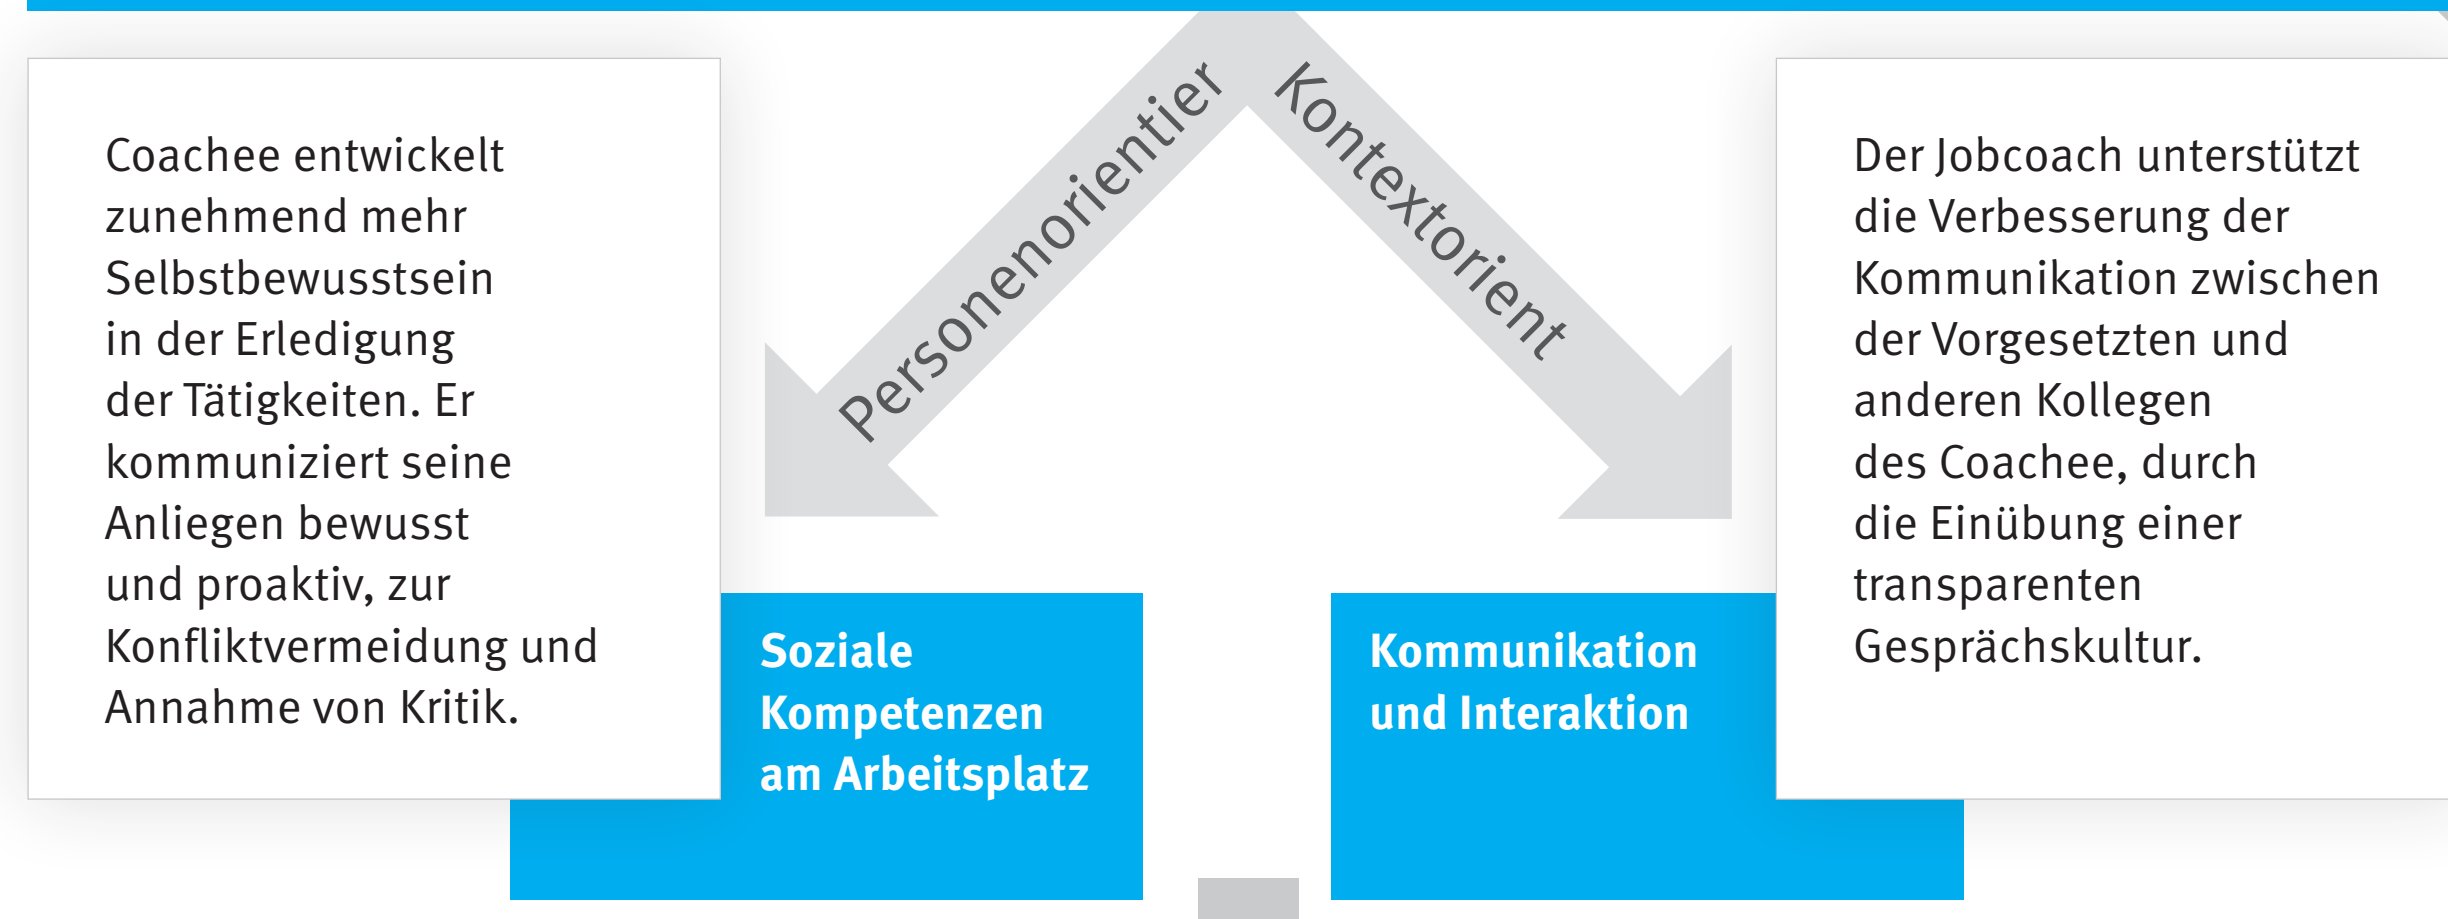 Coachee entwickelt
zunehmend mehr
Selbstbewusstsein
in der Erledigung
der Tätigkeiten. Er
kommuniziert seine
Anliegen bewusst
und proaktiv, zur
Konfliktvermeidung und
Annahme von Kritik.
Personenorientier
Kontextorient
Der Jobcoach unterstützt
die Verbesserung der
Kommunikation zwischen
der Vorgesetzten und
anderen Kollegen
des Coachee, durch
die Einübung einer
transparenten
Gesprächskultur.
Soziale
Kompetenzen
am Arbeitsplatz
Kommunikation
und Interaktion